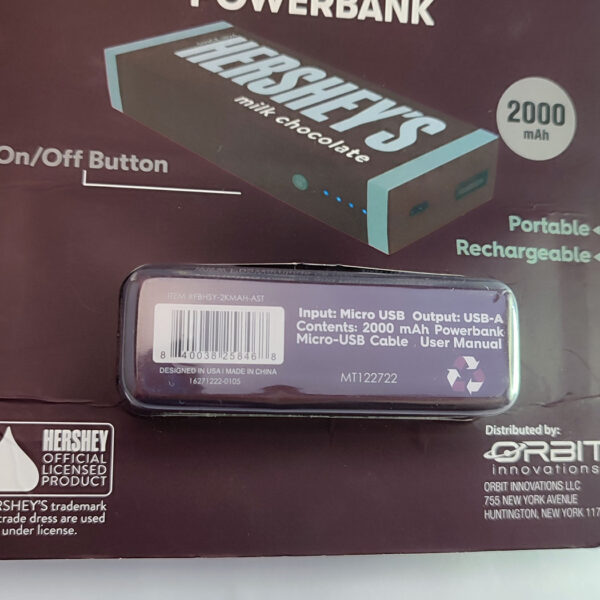 POWERBANK
HERSHEY'S
milk chocolate
2000
mAh
On/Off Button
Portable
Rechargeable
ITEM #FBHSY-2KMAH-AST
8 40038 25846 8
DESIGNED IN USA | MADE IN CHINA
16271222-0105
Input: Micro USB Output: USB-A
Contents: 2000 mAh Powerbank
Micro-USB Cable User Manual
MT122722
HERSHEY
OFFICIAL
LICENSED
PRODUCT
RSHEY'S trademark
trade dress are used
under license.
Distributed by:
ORBIT
innovations
ORBIT INNOVATIONS LLC
755 NEW YORK AVENUE
HUNTINGTON, NEW YORK 117